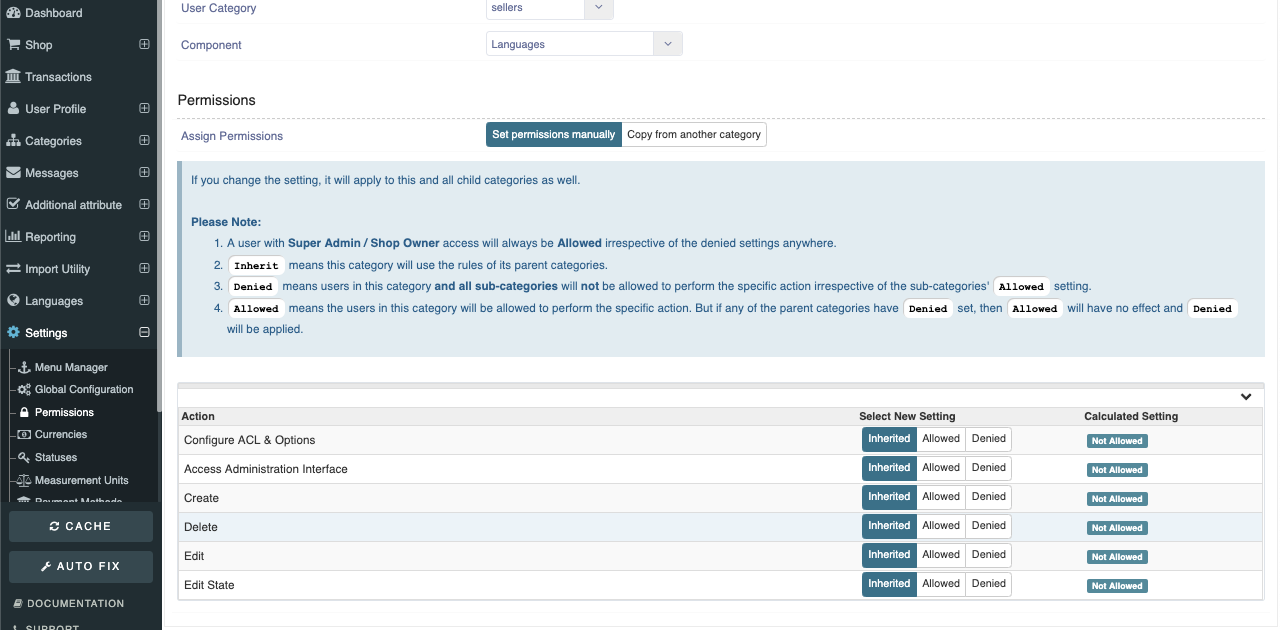 Dashboard
Shop
Transactions
User Profile
Categories
Messages
Additional attribute
Reporting
Import Utility
Languages
Settings
Menu Manager
Global Configuration
Permissions
Currencies
Statuses
Measurement Units
Payment Methods
CACHE
AUTO FIX
DOCUMENTATION
SUPPORT
User Category sellers
Component Languages
Permissions
Assign Permissions Set permissions manually Copy from another category
If you change the setting, it will apply to this and all child categories as well.
Please Note:
1. A user with Super Admin / Shop Owner access will always be Allowed irrespective of the denied settings anywhere.
2. Inherit means this category will use the rules of its parent categories.
3. Denied means users in this category and all sub-categories will not be allowed to perform the specific action irrespective of the sub-categories' Allowed setting.
4. Allowed means the users in this category will be allowed to perform the specific action. But if any of the parent categories have Denied set, then Allowed will have no effect and Denied
will be applied.
Action Select New Setting Calculated Setting
Configure ACL & Options Inherited Allowed Denied Not Allowed
Access Administration Interface Inherited Allowed Denied Not Allowed
Create Inherited Allowed Denied Not Allowed
Delete Inherited Allowed Denied Not Allowed
Edit Inherited Allowed Denied Not Allowed
Edit State Inherited Allowed Denied Not Allowed